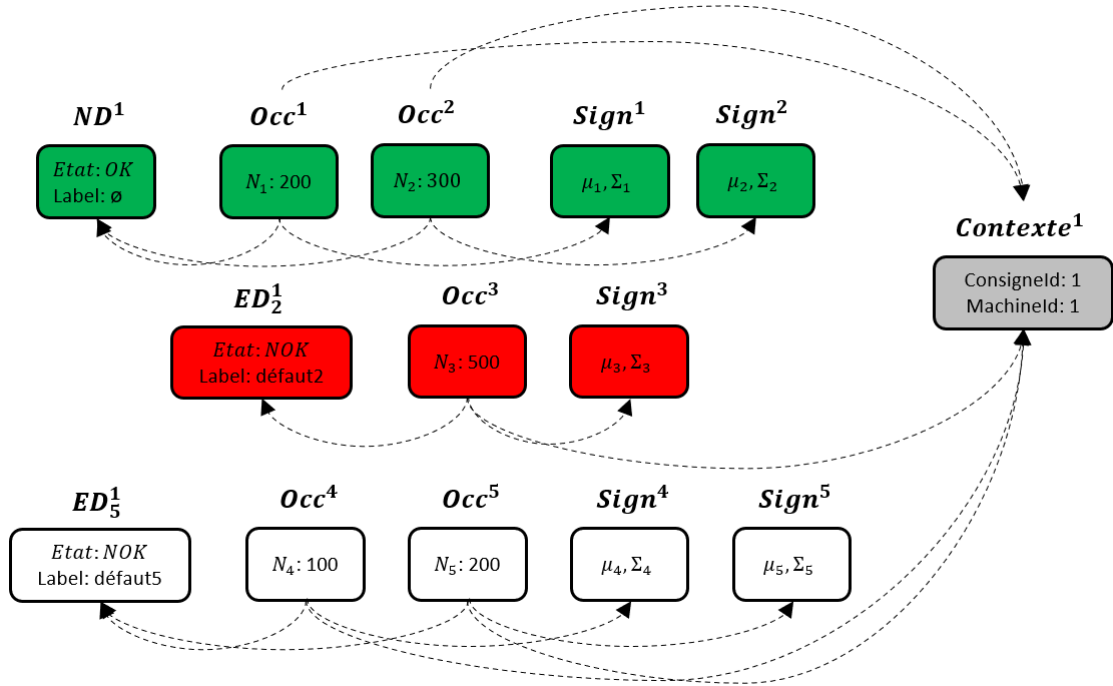 ND¹ Occ¹ Occ² Sign¹ Sign²
Etat: OK
Label: ø
N₁: 200
N₂: 300
μ₁, Σ₁
μ₂, Σ₂
Contexte¹
ConsigneId: 1
MachineId: 1
ED₂¹ Occ³ Sign³
Etat: NOK
Label: défaut2
N₃: 500
μ₃, Σ₃
ED₅¹ Occ⁴ Occ⁵ Sign⁴ Sign⁵
Etat: NOK
Label: défaut5
N₄: 100
N₅: 200
μ₄, Σ₄
μ₅, Σ₅